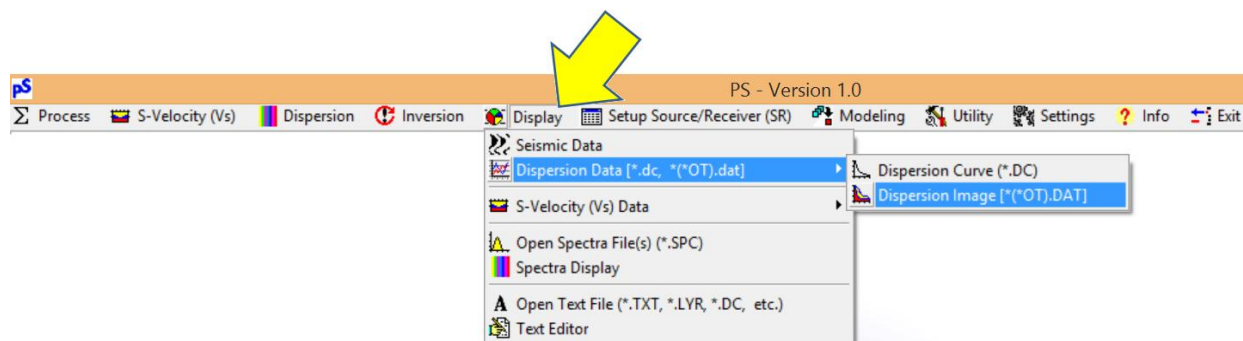 pS PS - Version 1.0
Process S-Velocity (Vs) Dispersion Inversion Display Setup Source/Receiver (SR) Modeling Utility Settings Info Exit
Seismic Data
Dispersion Data [*.dc, *(*OT).dat]
Dispersion Curve (*.DC)
Dispersion Image [*(*OT).DAT]
S-Velocity (Vs) Data
Open Spectra File(s) (*.SPC)
Spectra Display
Open Text File (*.TXT, *.LYR, *.DC, etc.)
Text Editor